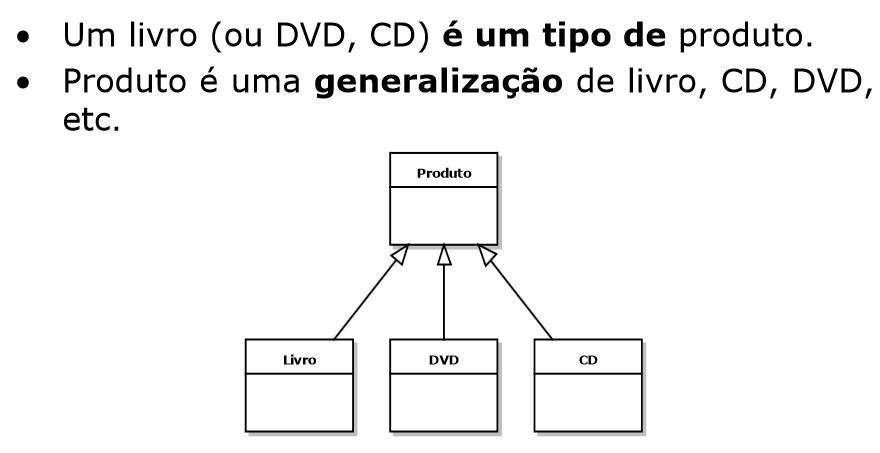 • Um livro (ou DVD, CD) é um tipo de produto.
• Produto é uma generalização de livro, CD, DVD,
etc.
Produto
Livro
DVD
CD